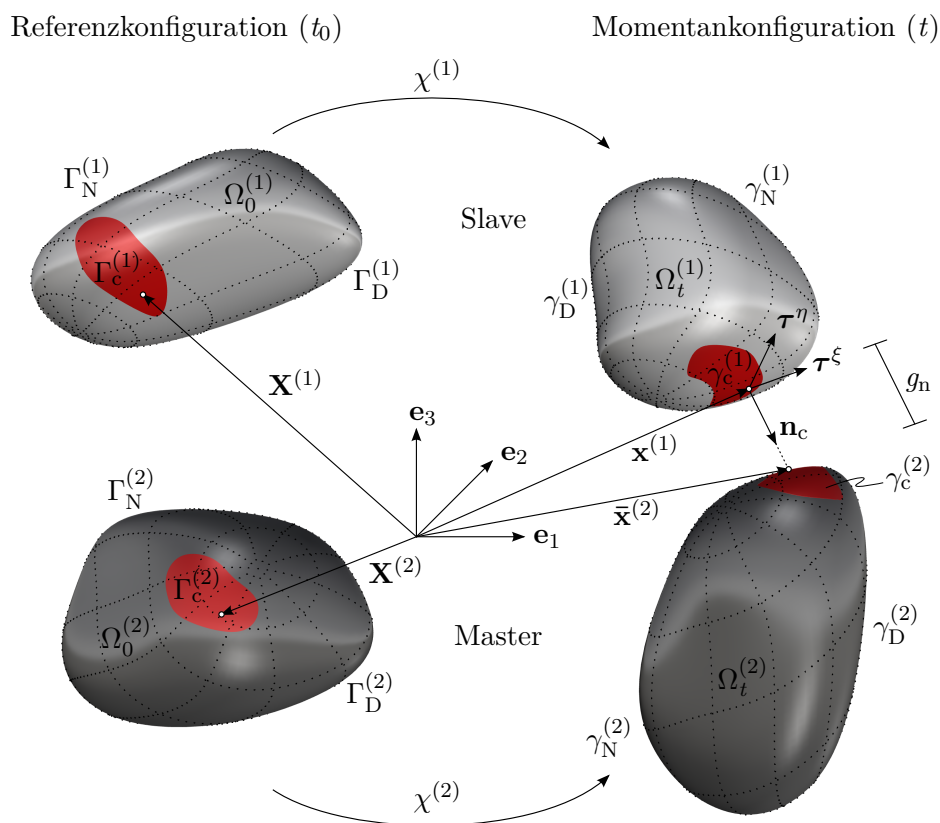 Referenzkonfiguration (t₀)
Momentankonfiguration (t)
χ⁽¹⁾
Γ_N⁽¹⁾
Ω₀⁽¹⁾
γ_N⁽¹⁾
Slave
Γ_c⁽¹⁾
Γ_D⁽¹⁾
γ_D⁽¹⁾
Ω_t⁽¹⁾
τ^η
γ_c⁽¹⁾
τ^ξ
g_n
X⁽¹⁾
e₃
n_c
e₂
x⁽¹⁾
γ_c⁽²⁾
Γ_N⁽²⁾
x̄⁽²⁾
e₁
X⁽²⁾
Γ_c⁽²⁾
Ω₀⁽²⁾
Master
γ_D⁽²⁾
Γ_D⁽²⁾
Ω_t⁽²⁾
γ_N⁽²⁾
χ⁽²⁾